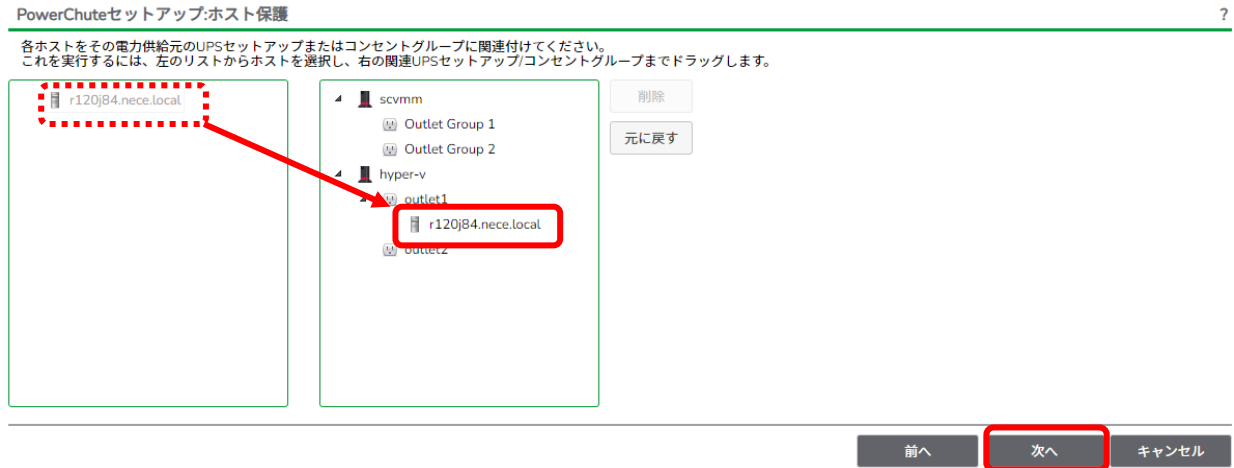 PowerChuteセットアップ:ホスト保護 ?
各ホストをその電力供給元のUPSセットアップまたはコンセントグループに関連付けてください。
これを実行するには、左のリストからホストを選択し、右の関連UPSセットアップ/コンセントグループまでドラッグします。
r120j84.nece.local
scvmm
Outlet Group 1
Outlet Group 2
hyper-v
outlet1
r120j84.nece.local
outlet2
削除
元に戻す
前へ 次へ キャンセル